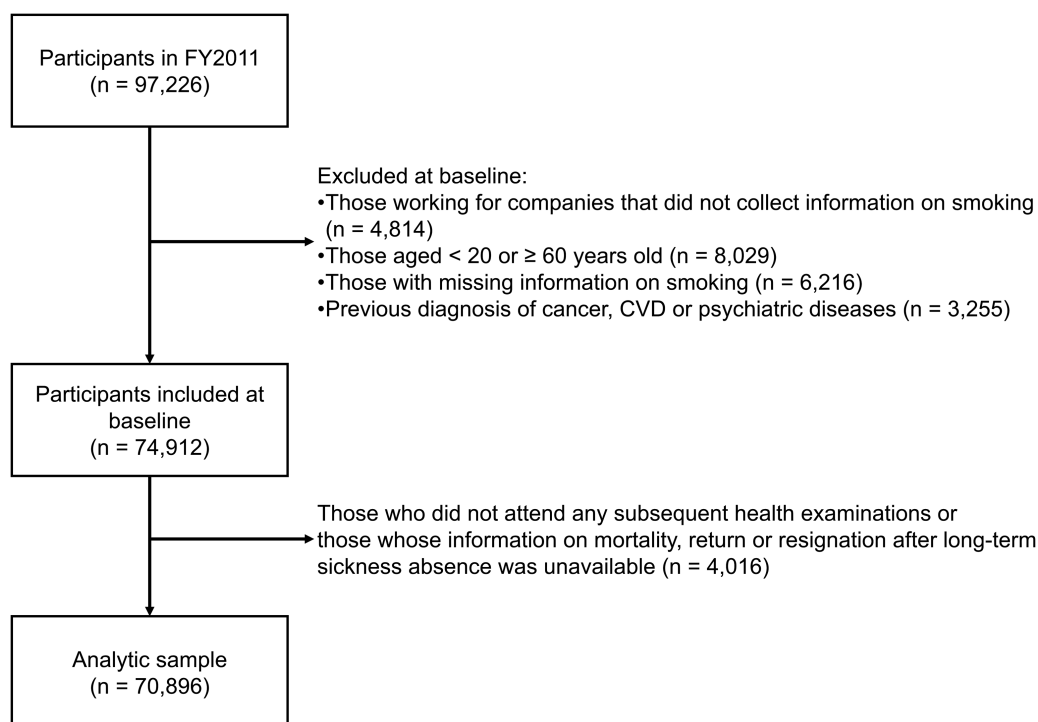 Participants in FY2011
(n = 97,226)
Excluded at baseline:
•Those working for companies that did not collect information on smoking
(n = 4,814)
•Those aged < 20 or ≥ 60 years old (n = 8,029)
•Those with missing information on smoking (n = 6,216)
•Previous diagnosis of cancer, CVD or psychiatric diseases (n = 3,255)
Participants included at
baseline
(n = 74,912)
Those who did not attend any subsequent health examinations or
those whose information on mortality, return or resignation after long-term
sickness absence was unavailable (n = 4,016)
Analytic sample
(n = 70,896)